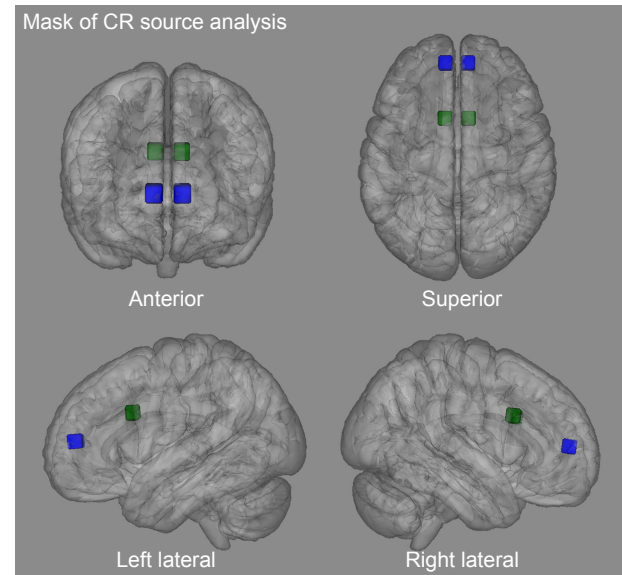 Mask of CR source analysis
Anterior
Superior
Left lateral
Right lateral